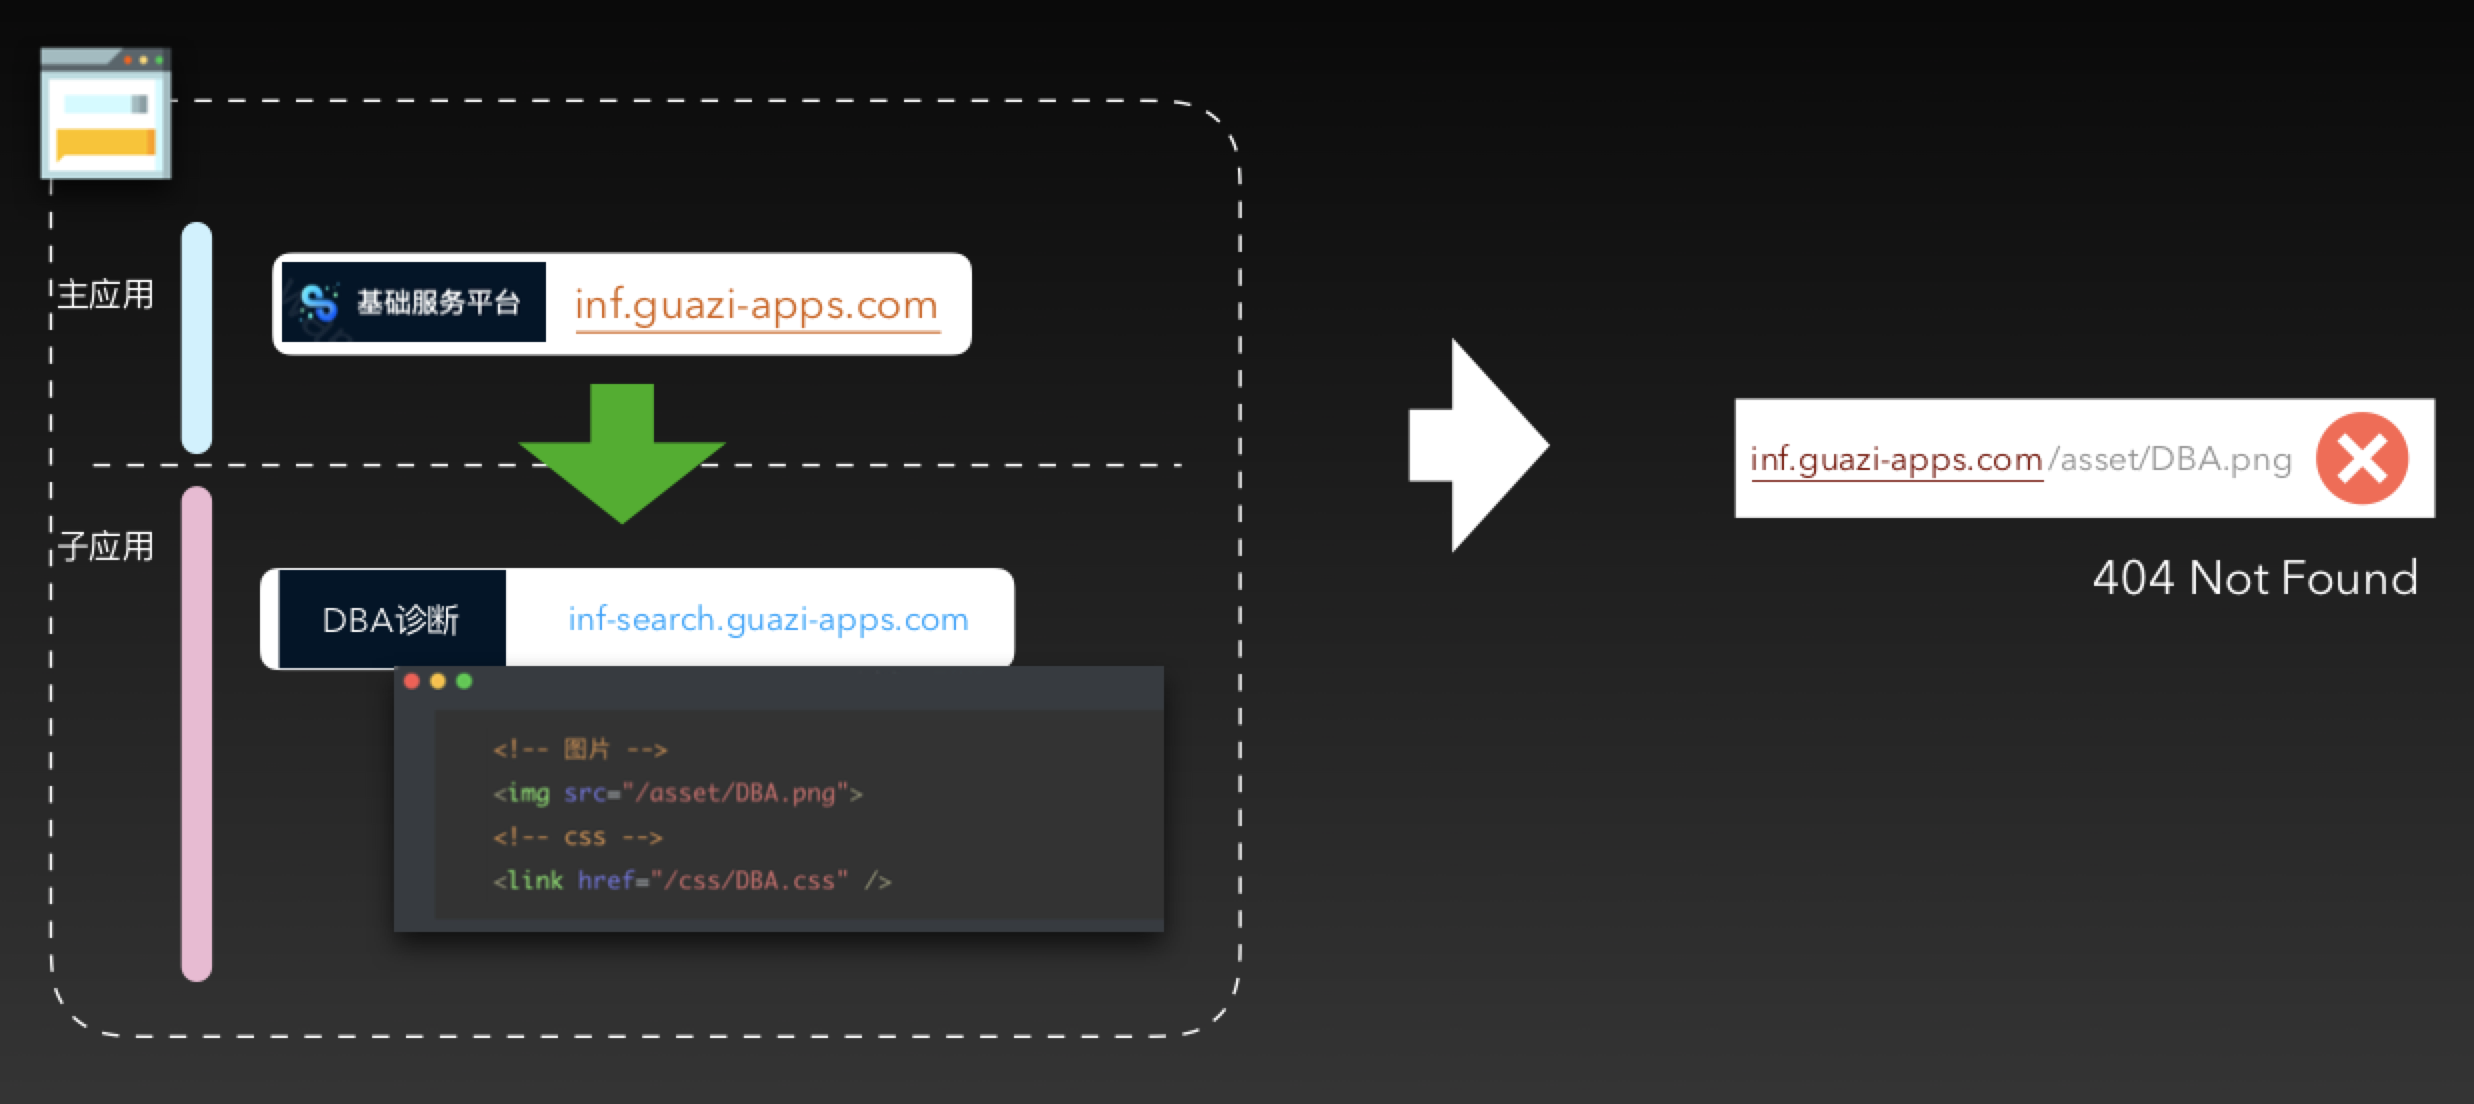 主应用
基础服务平台
inf.guazi-apps.com
子应用
DBA诊断
inf-search.guazi-apps.com
<!-- 图片 -->
<img src="/asset/DBA.png">
<!-- css -->
<link href="/css/DBA.css" />
inf.guazi-apps.com/asset/DBA.png
404 Not Found